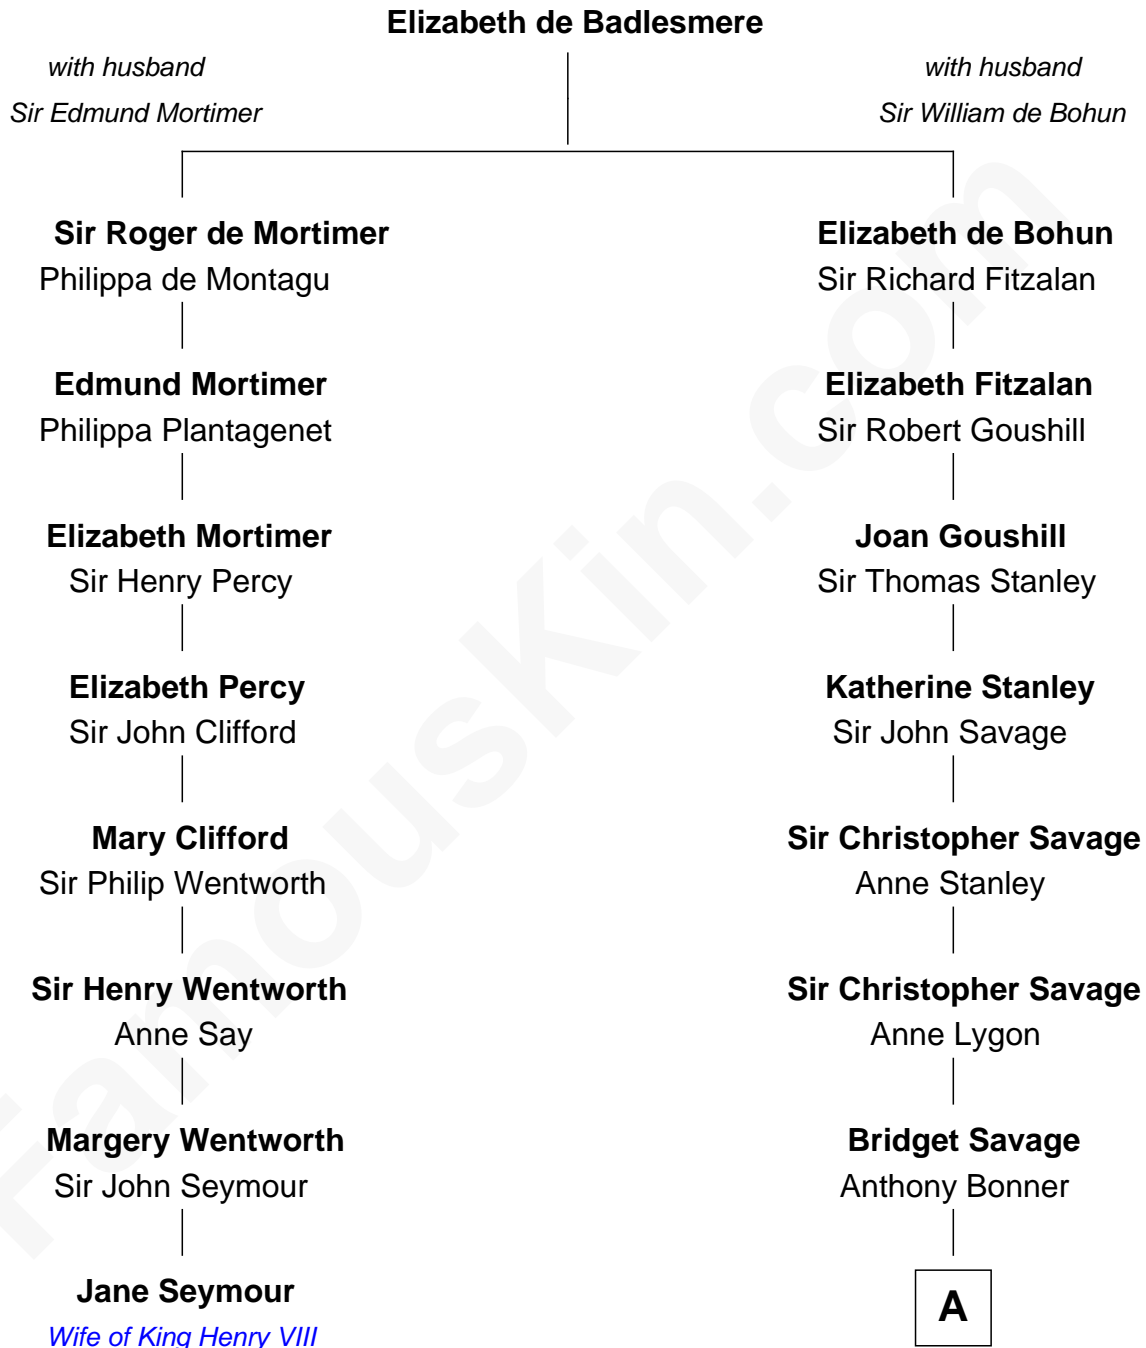 Elizabeth de Badlesmere
with husband
Sir Edmund Mortimer
with husband
Sir William de Bohun
Sir Roger de Mortimer
Philippa de Montagu
Elizabeth de Bohun
Sir Richard Fitzalan
Edmund Mortimer
Philippa Plantagenet
Elizabeth Fitzalan
Sir Robert Goushill
Elizabeth Mortimer
Sir Henry Percy
Joan Goushill
Sir Thomas Stanley
Elizabeth Percy
Sir John Clifford
Katherine Stanley
Sir John Savage
Mary Clifford
Sir Philip Wentworth
Sir Christopher Savage
Anne Stanley
Sir Henry Wentworth
Anne Say
Sir Christopher Savage
Anne Lygon
Margery Wentworth
Sir John Seymour
Bridget Savage
Anthony Bonner
Jane Seymour
Wife of King Henry VIII
A
FamousKin.com